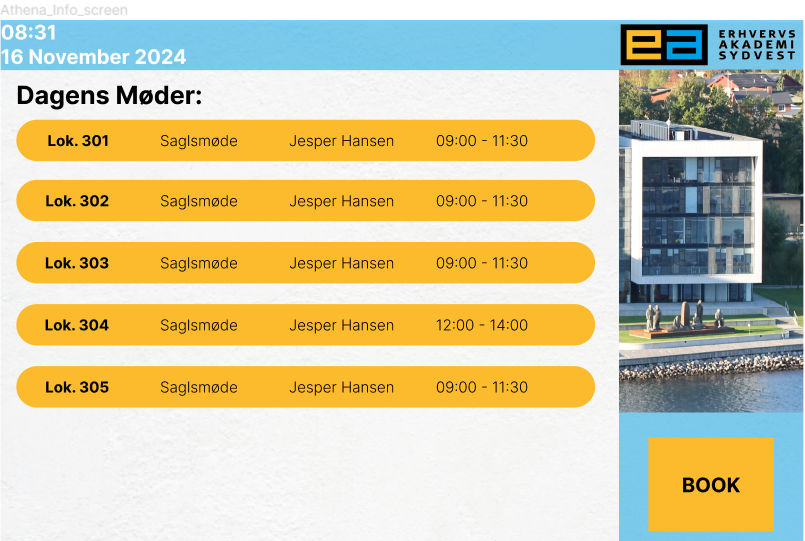 Athena_Info_screen
08:31
16 November 2024
ea ERHVERVS
AKADEMI
SYDVEST
Dagens Møder:
Lok. 301 Saglsmøde Jesper Hansen 09:00 - 11:30
Lok. 302 Saglsmøde Jesper Hansen 09:00 - 11:30
Lok. 303 Saglsmøde Jesper Hansen 09:00 - 11:30
Lok. 304 Saglsmøde Jesper Hansen 12:00 - 14:00
Lok. 305 Saglsmøde Jesper Hansen 09:00 - 11:30
BOOK